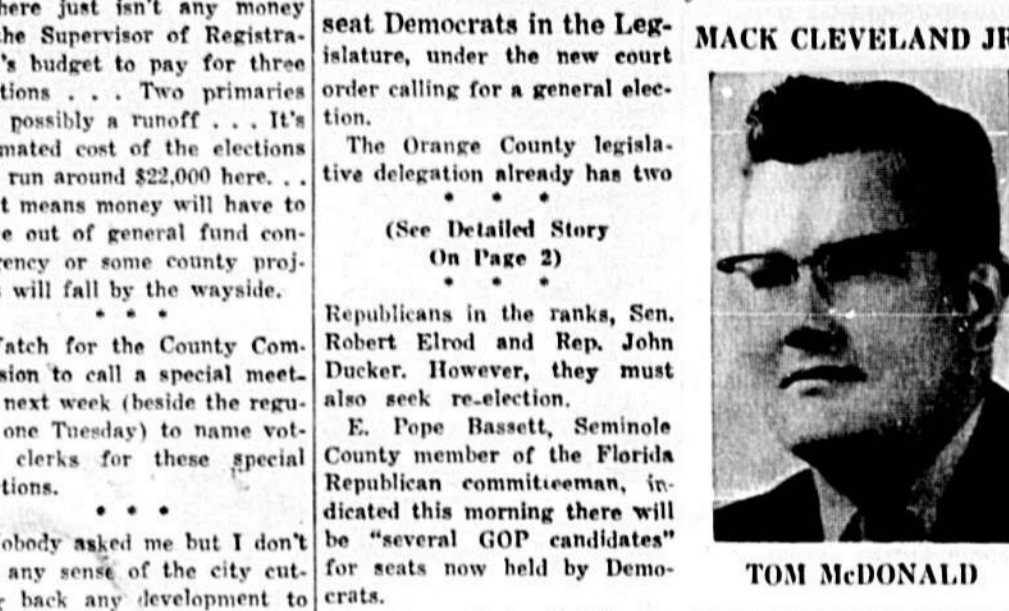 here just isn't any money
the Supervisor of Registra-
's budget to pay for three
tions . . . Two primaries
possibly a runoff . . . It's
mated cost of the elections
run around $22,000 here. . .
t means money will have to
e out of general fund con-
ency or some county proj-
will fall by the wayside.
* * *
atch for the County Com-
sion to call a special meet-
next week (beside the regu-
one Tuesday) to name vot-
clerks for these special
tions.
* * *
obody asked me but I don't
any sense of the city cut-
back any development to
seat Democrats in the Leg-
islature, under the new court
order calling for a general elec-
tion.
The Orange County legisla-
tive delegation already has two
* * *
(See Detailed Story
On Page 2)
* * *
Republicans in the ranks, Sen.
Robert Elrod and Rep. John
Ducker. However, they must
also seek re-election.
E. Pope Bassett, Seminole
County member of the Florida
Republican committeeman, in-
dicated this morning there will
be "several GOP candidates"
for seats now held by Demo-
crats.
MACK CLEVELAND JR
TOM McDONALD